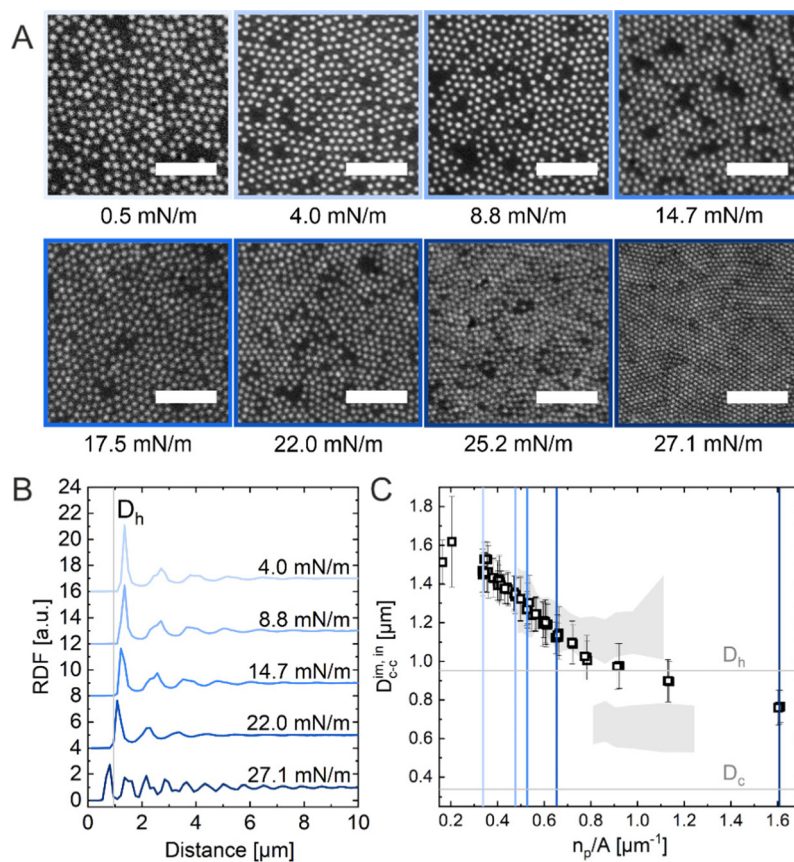 A
0.5 mN/m 4.0 mN/m 8.8 mN/m 14.7 mN/m
17.5 mN/m 22.0 mN/m 25.2 mN/m 27.1 mN/m
B
24
22
20
18
16
14
12
10
8
6
4
2
0
RDF [a.u.]
Dₕ
4.0 mN/m
8.8 mN/m
14.7 mN/m
22.0 mN/m
27.1 mN/m
0 2 4 6 8 10
Distance [µm]
C
1.8
1.6
1.4
1.2
1.0
0.8
0.6
0.4
D_{c-c}^{im, in} [µm]
Dₕ
D_c
0.2 0.4 0.6 0.8 1.0 1.2 1.4 1.6
n_p/A [µm⁻¹]